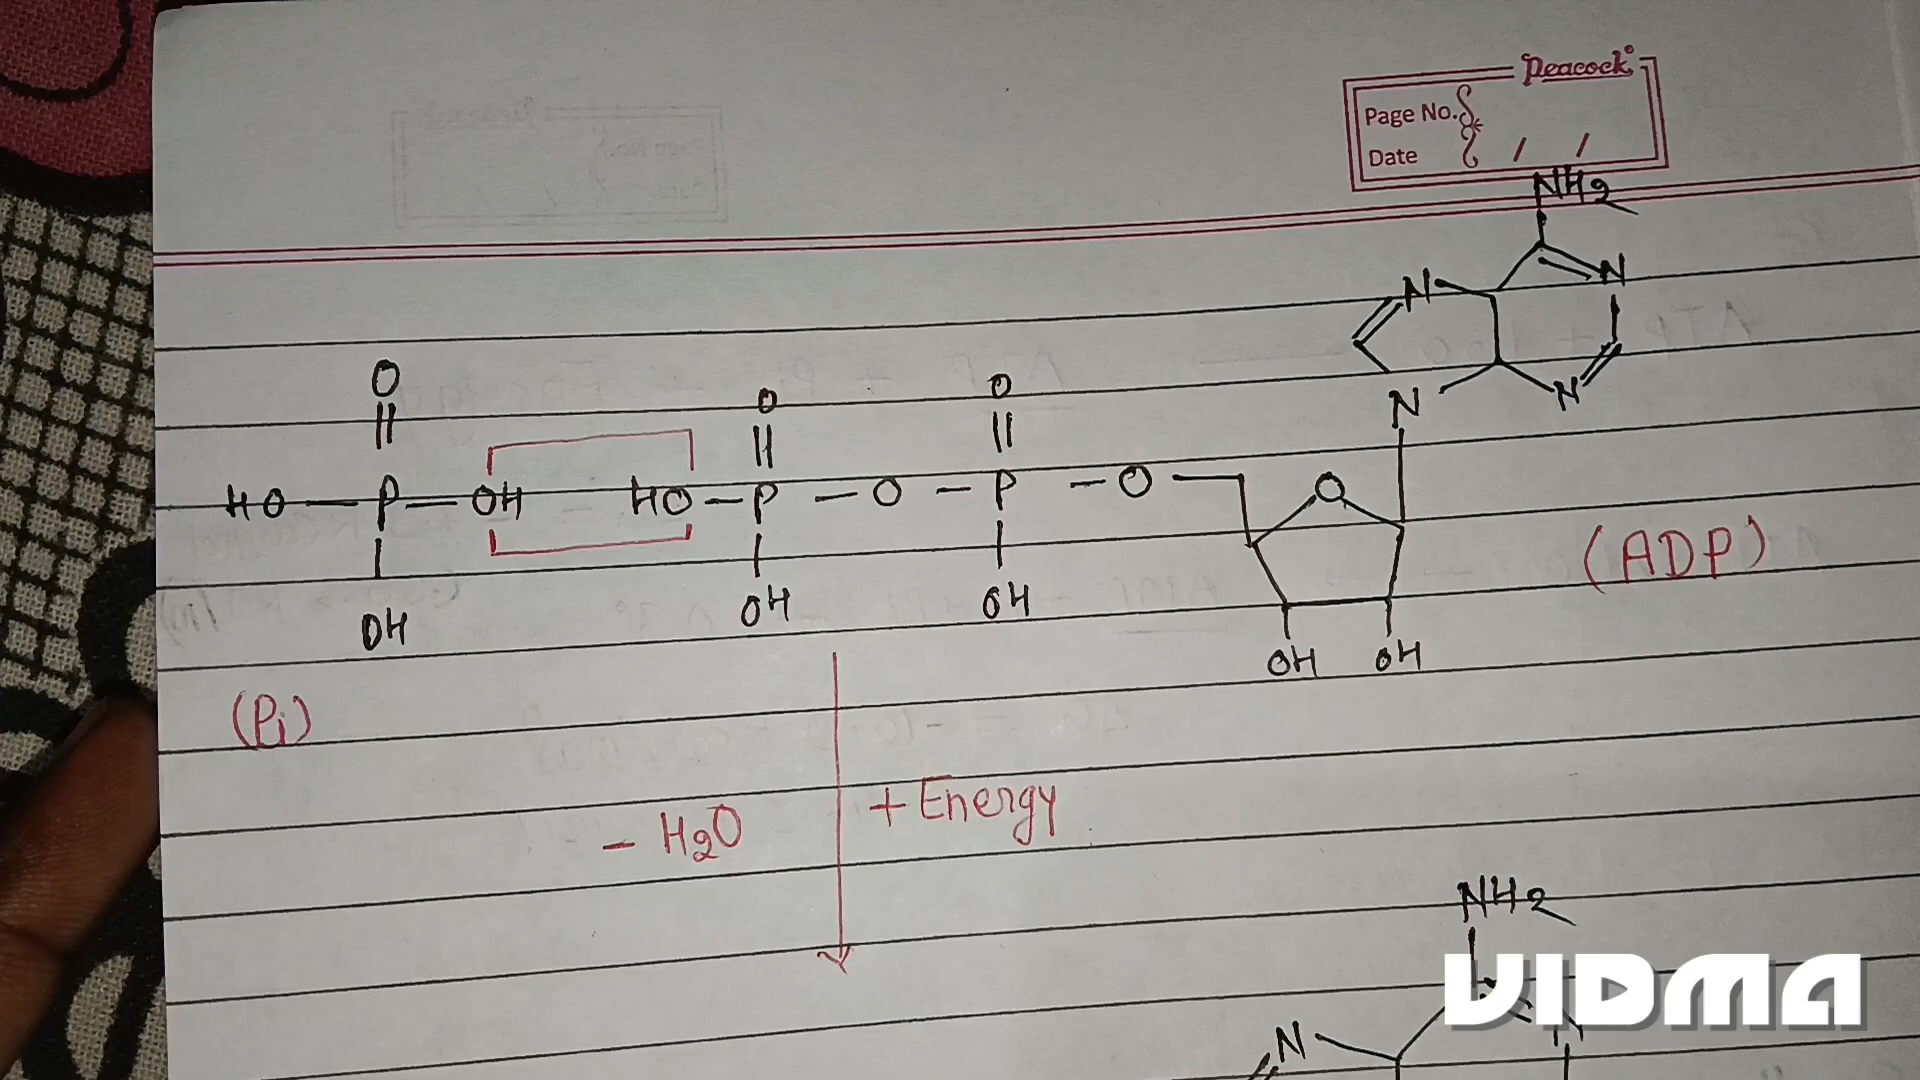 Peacock
Page No.
Date / /
NH2
N N
N N
O O O
HO - P - OH HO - P - O - P - O O
OH OH OH
OH OH
(ADP)
(Pi)
- H2O + Energy
NH2
VIDMA
N N